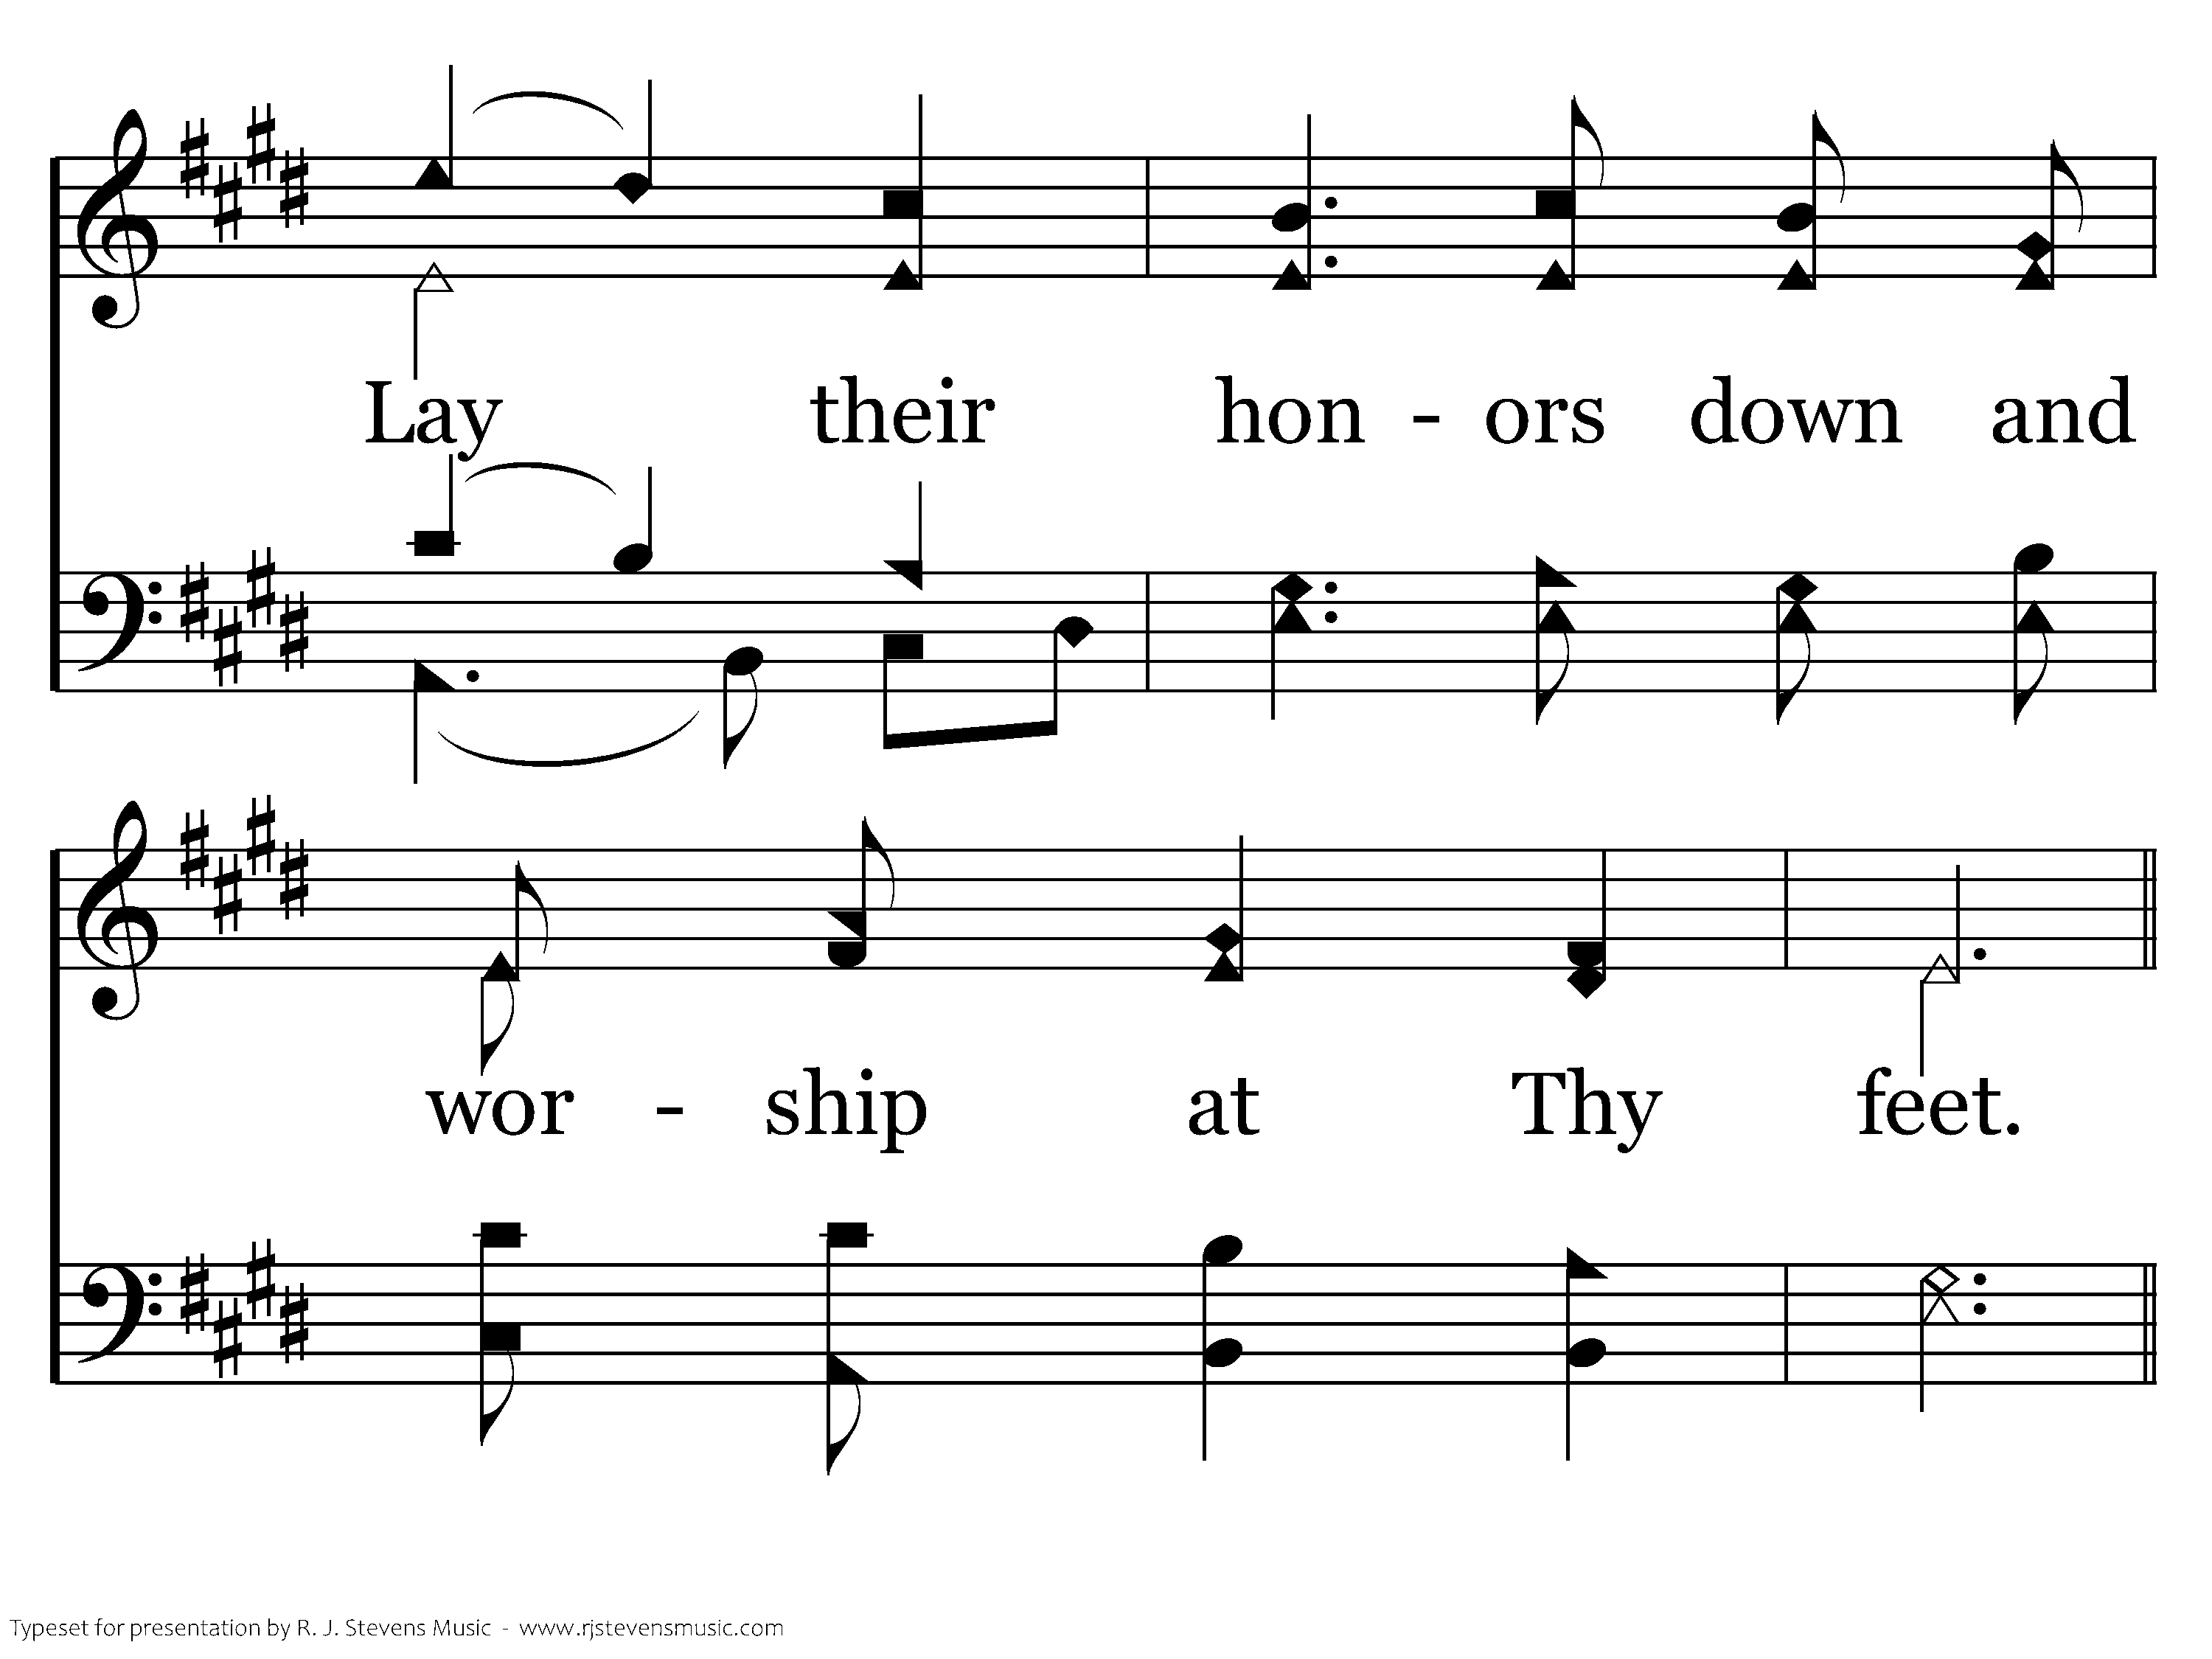 Lay their hon - ors down and
wor - ship at Thy feet.
Typeset for presentation by R. J. Stevens Music - www.rjstevensmusic.com